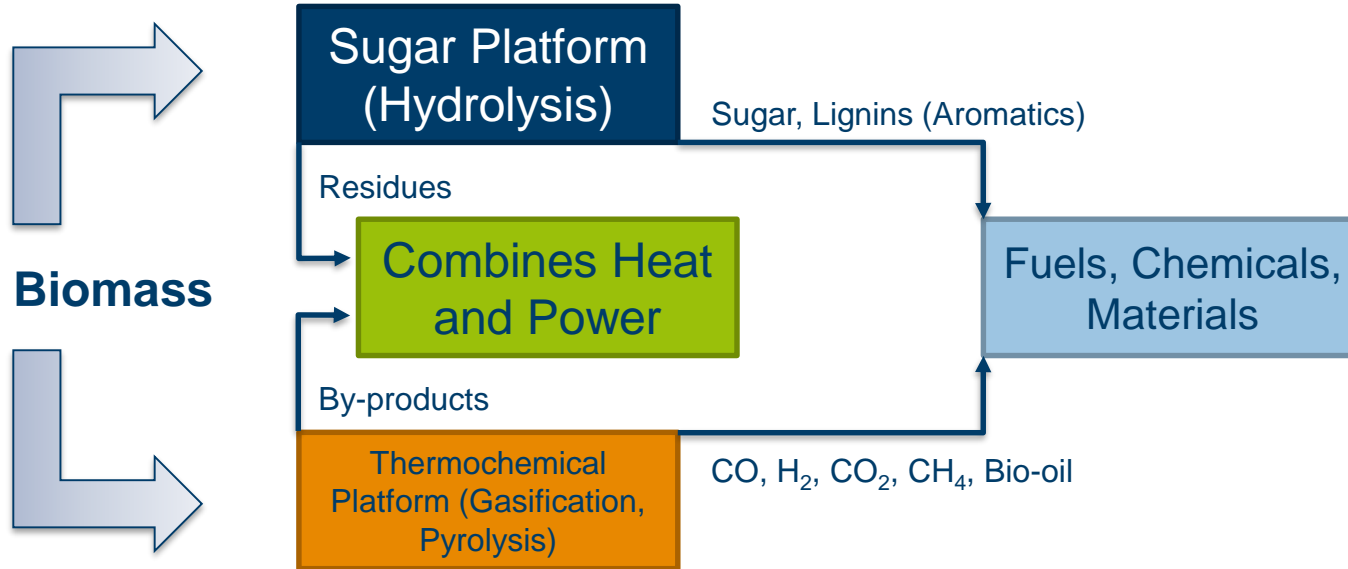 Sugar Platform
(Hydrolysis)
Sugar, Lignins (Aromatics)
Residues
Combines Heat
and Power
Fuels, Chemicals,
Materials
Biomass
By-products
Thermochemical
Platform (Gasification,
Pyrolysis)
CO, H₂, CO₂, CH₄, Bio-oil